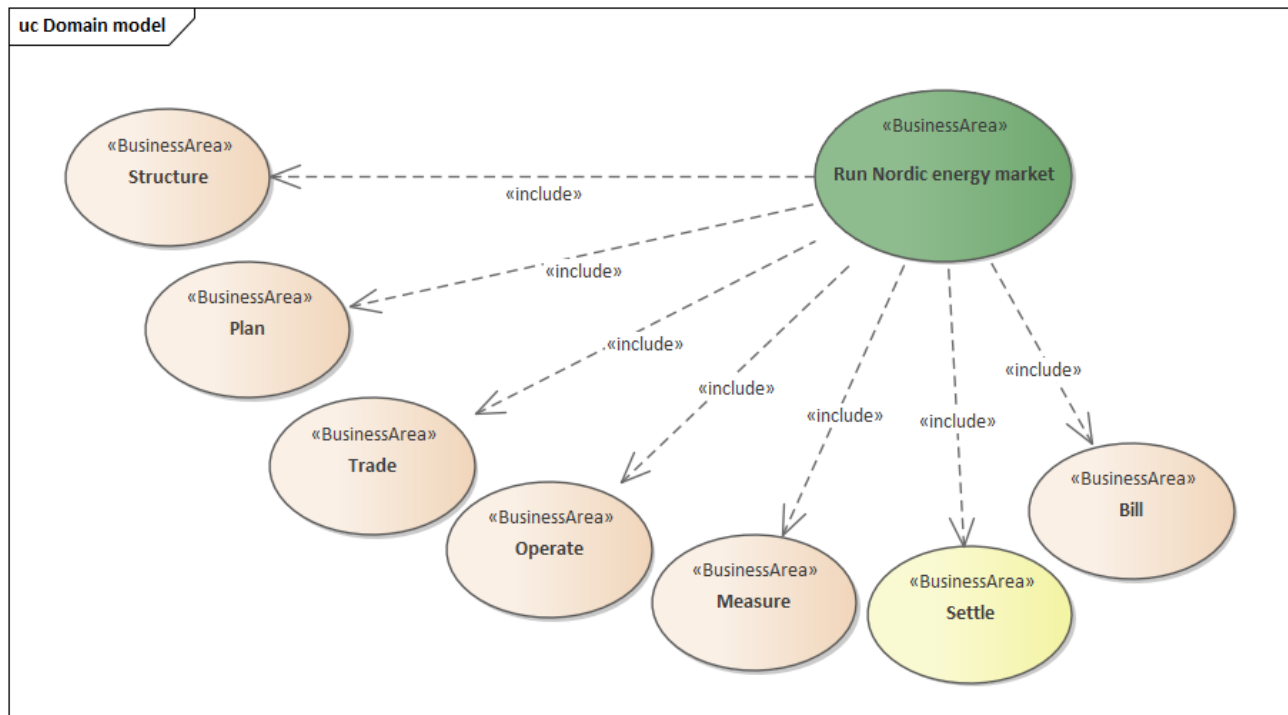 uc Domain model
«BusinessArea»
Run Nordic energy market
«BusinessArea»
Structure
«include»
«include»
«BusinessArea»
Plan
«include»
«include»
«include»
«include»
«include»
«BusinessArea»
Trade
«BusinessArea»
Operate
«BusinessArea»
Measure
«BusinessArea»
Settle
«BusinessArea»
Bill